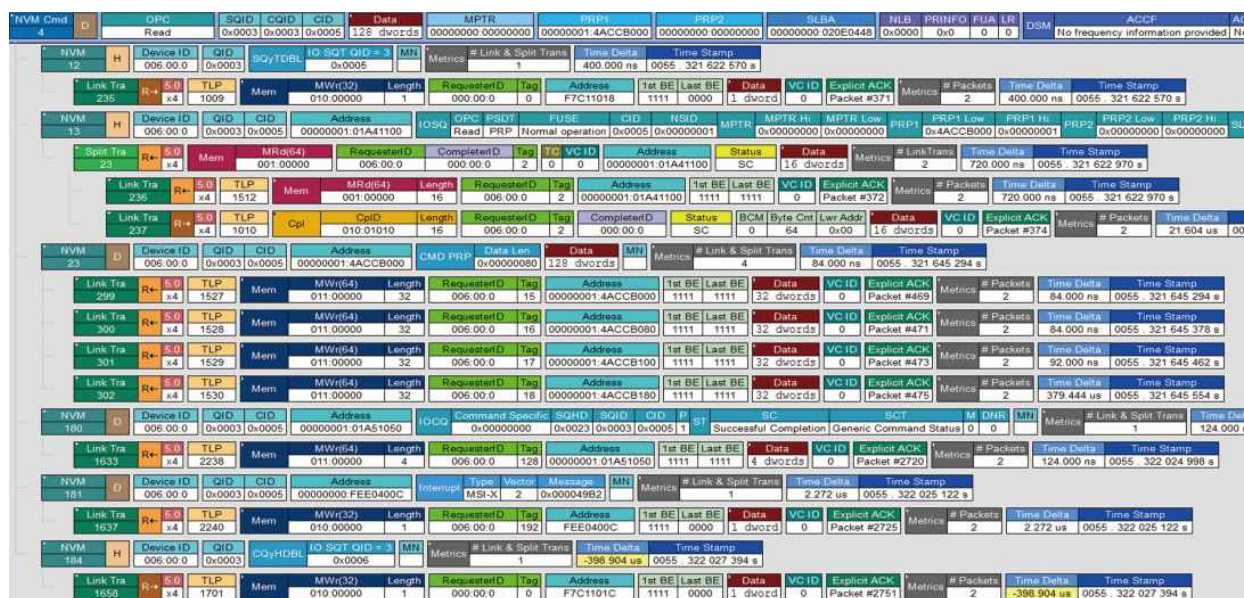 NVM Cmd OPC SQID CQID CID Data MPTR PRP1 PRP2 SLBA NLB PRINFO FUA LR ACCF
4 D Read 0x0003 0x0003 0x0005 128 dwords 00000000:00000000 00000001:4ACCB000 00000000:00000000 00000000:020E0448 0x0000 0x0 0 0 DSM No frequency information provided
NVM Device ID QID IO SQT QID = 3 MN # Link & Split Trans Time Delta Time Stamp
12 H 006:00:0 0x0003 SQyTDBL 0x0005 Metrics 1 400.000 ns 0055 . 321 622 570 s
Link Tra 5.0 TLP MWr(32) Length RequesterID Tag Address 1st BE Last BE Data VC ID Explicit ACK # Packets Time Delta Time Stamp
235 R→ x4 1009 Mem 010:00000 1 000:00:0 0 F7C11018 1111 0000 1 dword 0 Packet #371 Metrics 2 400.000 ns 0055 . 321 622 570 s
NVM Device ID QID CID Address OPC PSDT FUSE CID NSID MPTR Hi MPTR Low PRP1 Low PRP1 Hi PRP2 Low PRP2 Hi
13 H 006:00:0 0x0003 0x0005 00000001:01A41100 IOSQ Read PRP Normal operation 0x0005 0x00000001 MPTR 0x00000000 0x00000000 PRP1 0x4ACCB000 0x00000001 PRP2 0x00000000 0x00000000
Split Tra 5.0 MRd(64) RequesterID CompleterID Tag TC VC ID Address Status Data # LinkTrans Time Delta Time Stamp
23 R← x4 Mem 001:00000 006:00:0 000:00:0 2 0 0 00000001:01A41100 SC 16 dwords Metrics 2 720.000 ns 0055 . 321 622 970 s
Link Tra 5.0 TLP MRd(64) Length RequesterID Tag Address 1st BE Last BE VC ID Explicit ACK # Packets Time Delta Time Stamp
236 R← x4 1512 Mem 001:00000 16 006:00:0 2 00000001:01A41100 1111 1111 0 Packet #372 Metrics 2 720.000 ns 0055 . 321 622 970 s
Link Tra 5.0 TLP CplD Length RequesterID Tag CompleterID Status BCM Byte Cnt Lwr Addr Data VC ID Explicit ACK # Packets Time Delta
237 R→ x4 1010 Cpl 010:01010 16 006:00:0 2 000:00:0 SC 0 64 0x00 16 dwords 0 Packet #374 Metrics 2 21.604 us
NVM Device ID QID CID Address Data Len Data MN # Link & Split Trans Time Delta Time Stamp
23 D 006:00:0 0x0003 0x0005 00000001:4ACCB000 CMD PRP 0x00000080 128 dwords Metrics 4 84.000 ns 0055 . 321 645 294 s
Link Tra 5.0 TLP MWr(64) Length RequesterID Tag Address 1st BE Last BE Data VC ID Explicit ACK # Packets Time Delta Time Stamp
299 R← x4 1527 Mem 011:00000 32 006:00:0 15 00000001:4ACCB000 1111 1111 32 dwords 0 Packet #469 Metrics 2 84.000 ns 0055 . 321 645 294 s
Link Tra 5.0 TLP MWr(64) Length RequesterID Tag Address 1st BE Last BE Data VC ID Explicit ACK # Packets Time Delta Time Stamp
300 R← x4 1528 Mem 011:00000 32 006:00:0 16 00000001:4ACCB080 1111 1111 32 dwords 0 Packet #471 Metrics 2 84.000 ns 0055 . 321 645 378 s
Link Tra 5.0 TLP MWr(64) Length RequesterID Tag Address 1st BE Last BE Data VC ID Explicit ACK # Packets Time Delta Time Stamp
301 R← x4 1529 Mem 011:00000 32 006:00:0 17 00000001:4ACCB100 1111 1111 32 dwords 0 Packet #473 Metrics 2 92.000 ns 0055 . 321 645 462 s
Link Tra 5.0 TLP MWr(64) Length RequesterID Tag Address 1st BE Last BE Data VC ID Explicit ACK # Packets Time Delta Time Stamp
302 R← x4 1530 Mem 011:00000 32 006:00:0 18 00000001:4ACCB180 1111 1111 32 dwords 0 Packet #475 Metrics 2 379.444 us 0055 . 321 645 554 s
NVM Device ID QID CID Address Command Specific SQHD SQID CID P SC SCT M DNR MN # Link & Split Trans
180 D 006:00:0 0x0003 0x0005 00000001:01A51050 IOCQ 0x00000000 0x0023 0x0003 0x0005 1 ST Successful Completion Generic Command Status 0 0 Metrics 1 124.000
Link Tra 5.0 TLP MWr(64) Length RequesterID Tag Address 1st BE Last BE Data VC ID Explicit ACK # Packets Time Delta Time Stamp
1633 R← x4 2238 Mem 011:00000 4 006:00:0 128 00000001:01A51050 1111 1111 4 dwords 0 Packet #2720 Metrics 2 124.000 ns 0055 . 322 024 998 s
NVM Device ID QID CID Address Type Vector Message MN # Link & Split Trans Time Delta Time Stamp
181 D 006:00:0 0x0003 0x0005 00000000:FEE0400C Interrupt MSI-X 2 0x000049B2 Metrics 1 2.272 us 0055 . 322 025 122 s
Link Tra 5.0 TLP MWr(32) Length RequesterID Tag Address 1st BE Last BE Data VC ID Explicit ACK # Packets Time Delta Time Stamp
1637 R← x4 2240 Mem 010:00000 1 006:00:0 192 FEE0400C 1111 0000 1 dword 0 Packet #2725 Metrics 2 2.272 us 0055 . 322 025 122 s
NVM Device ID QID IO SQT QID = 3 MN # Link & Split Trans Time Delta Time Stamp
184 H 006:00:0 0x0003 CQyHDBL 0x0006 Metrics 1 -398.904 us 0055 . 322 027 394 s
Link Tra 5.0 TLP MWr(32) Length RequesterID Tag Address 1st BE Last BE Data VC ID Explicit ACK # Packets Time Delta Time Stamp
1658 R→ x4 1701 Mem 010:00000 1 000:00:0 0 F7C1101C 1111 0000 1 dword 0 Packet #2751 Metrics 2 -398.904 us 0055 . 322 027 394 s